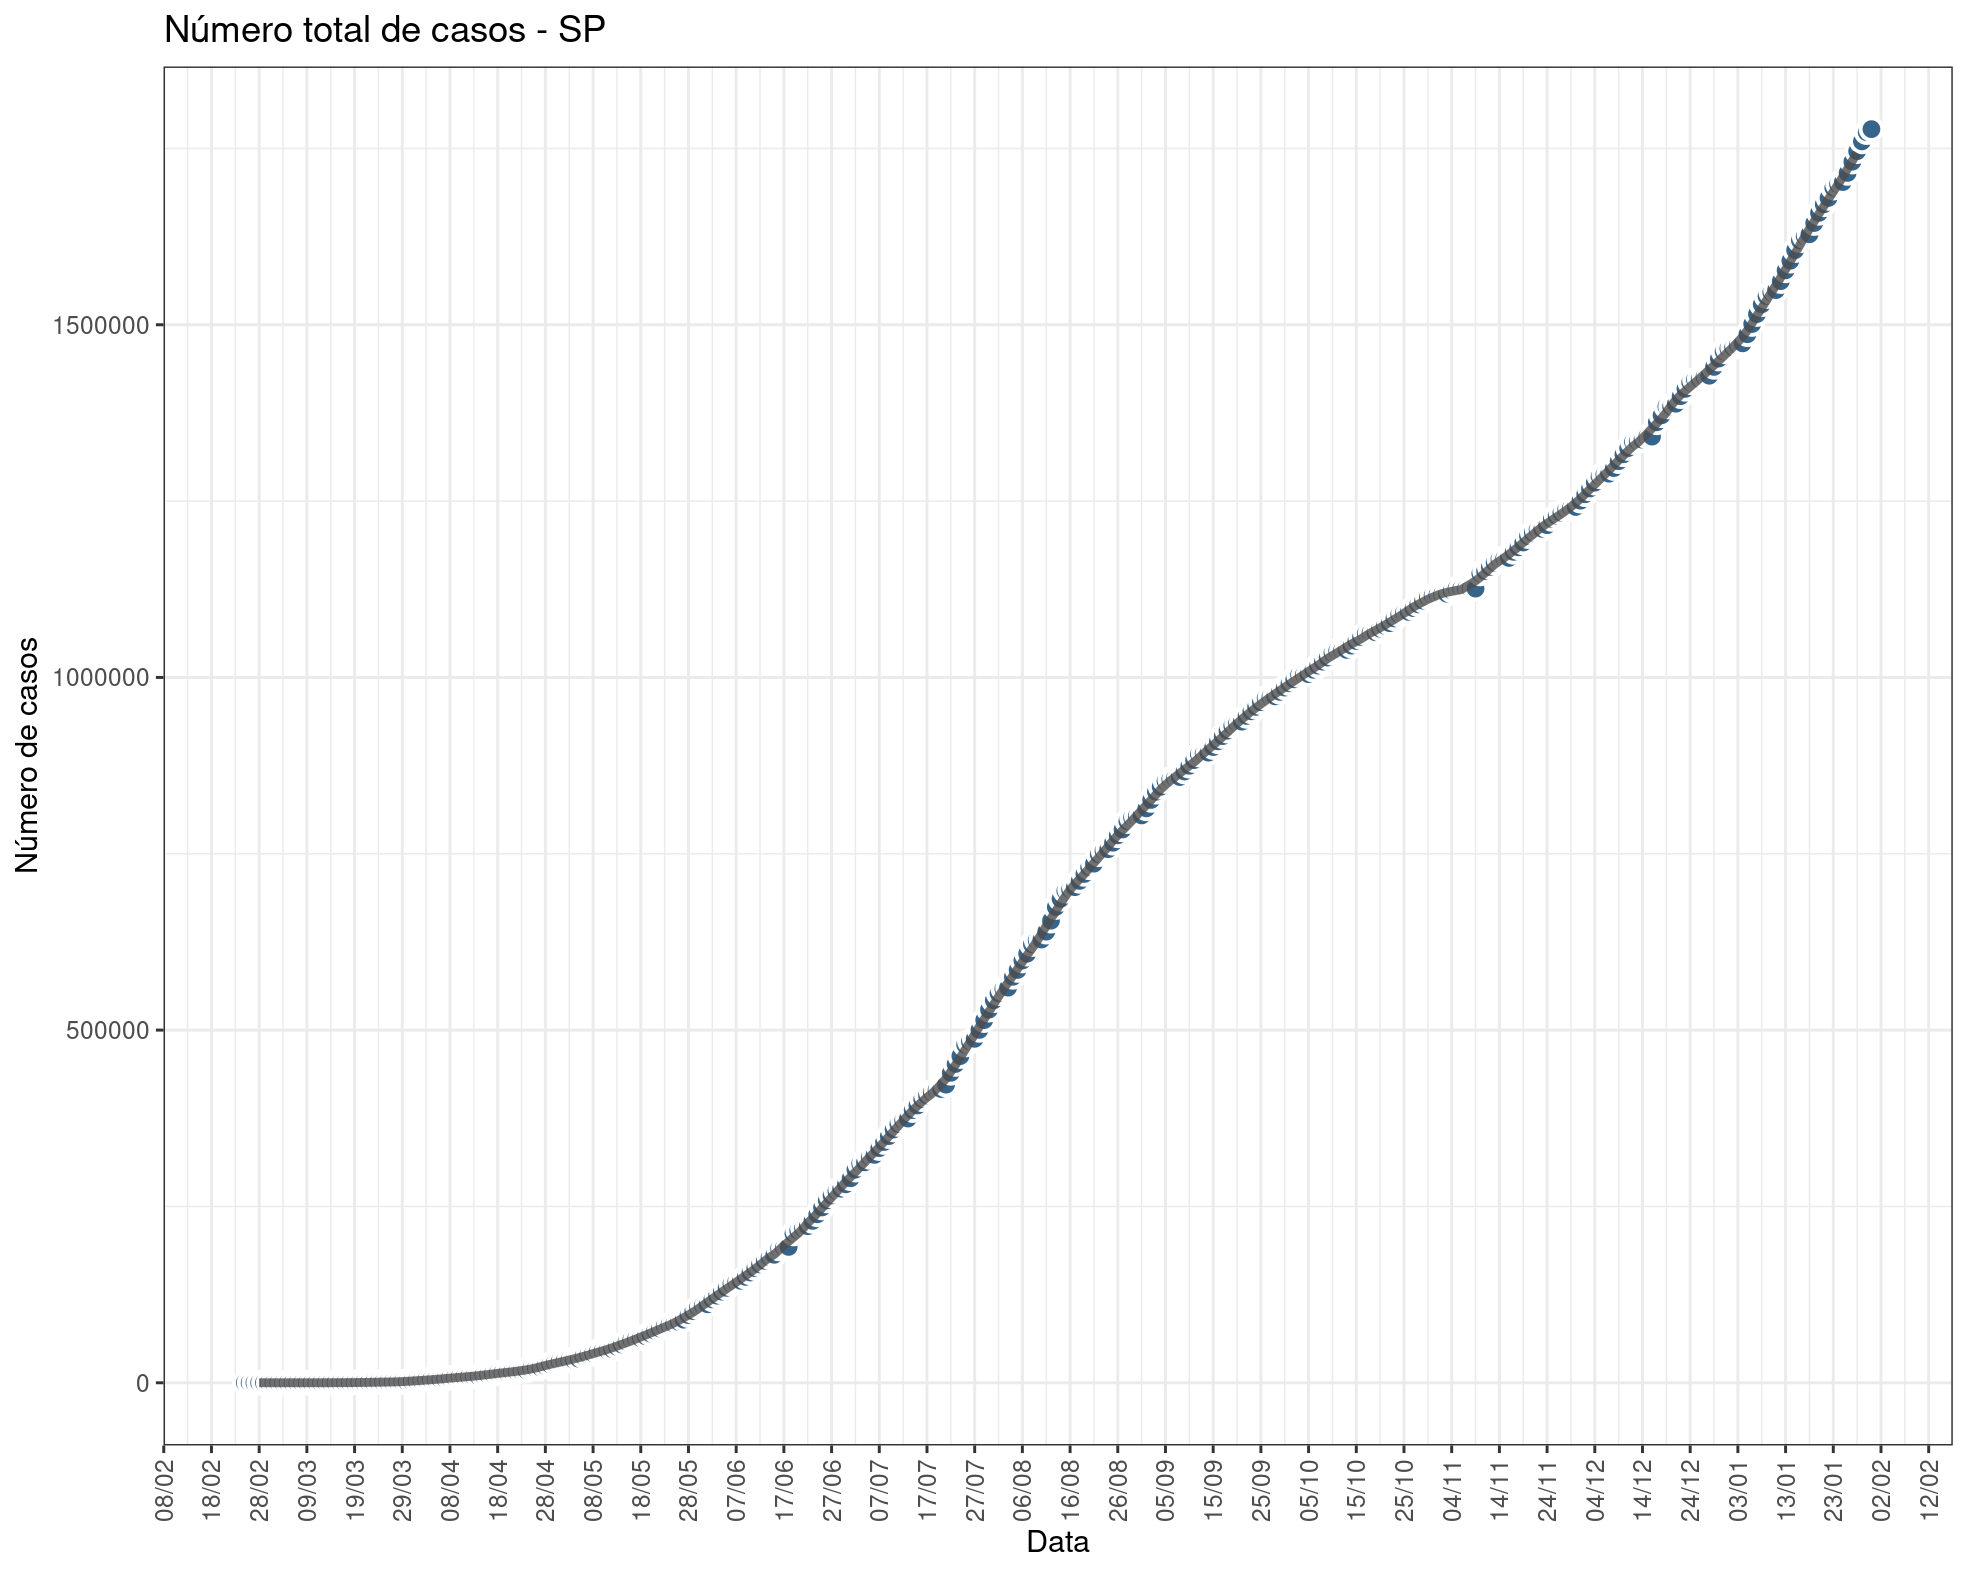 Número total de casos - SP
Número de casos
1500000
1000000
500000
0
08/02 18/02 28/02 09/03 19/03 29/03 08/04 18/04 28/04 08/05 18/05 28/05 07/06 17/06 27/06 07/07 17/07 27/07 06/08 16/08 26/08 05/09 15/09 25/09 05/10 15/10 25/10 04/11 14/11 24/11 04/12 14/12 24/12 03/01 13/01 23/01 02/02 12/02
Data